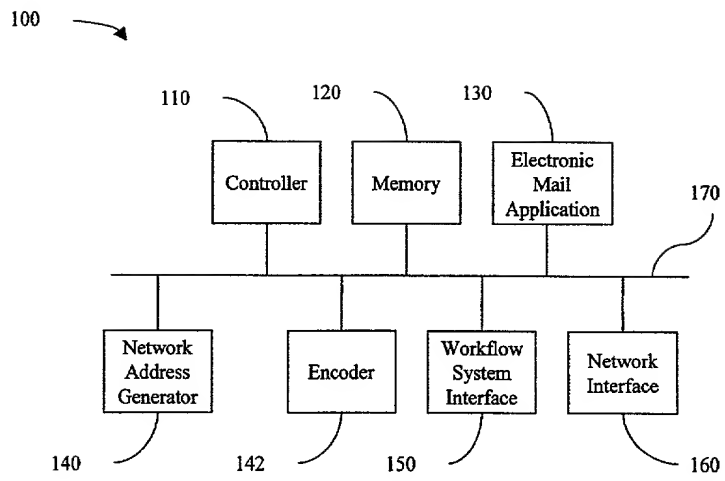 100
110
120
130
Controller
Memory
Electronic
Mail
Application
170
Network
Address
Generator
Encoder
Workflow
System
Interface
Network
Interface
140
142
150
160